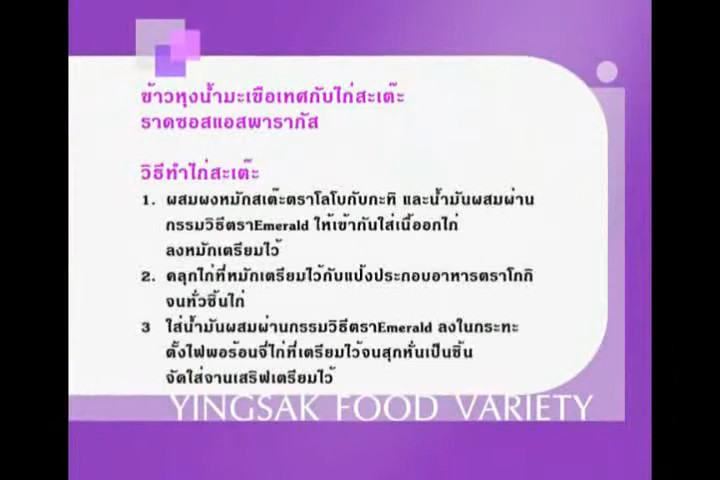 ข้าวหุงน้ำมะเขือเทศกับไก่สะเต๊ะ
ราดซอสแอสพารากัส
วิธีทำไก่สะเต๊ะ
1. ผสมผงหมักสเต๊ะตราโลโบกับกะทิ และน้ำมันผสมผ่าน
กรรมวิธีตราEmerald ให้เข้ากันใส่เนื้ออกไก่
ลงหมักเตรียมไว้
2. คลุกไก่ที่หมักเตรียมไว้กับแป้งประกอบอาหารตราโกกิ
จนทั่วชิ้นไก่
3 ใส่น้ำมันผสมผ่านกรรมวิธีตราEmerald ลงในกระทะ
ตั้งไฟพอร้อนจี่ไก่ที่เตรียมไว้จนสุกหั่นเป็นชิ้น
จัดใส่จานเสริฟเตรียมไว้
YINGSAK FOOD VARIETY